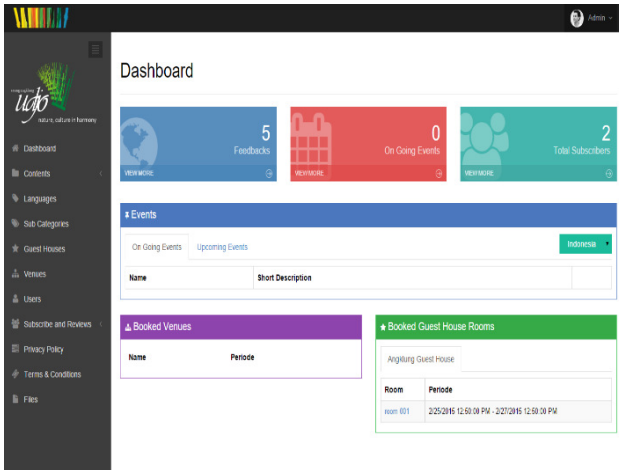 Admin
udjo
nature, culture in harmony
Dashboard
Contents
Languages
Sub Categories
Guest Houses
Venues
Users
Subscribe and Reviews
Privacy Policy
Terms & Conditions
Files
Dashboard
5
Feedbacks
VIEW MORE
0
On Going Events
VIEW MORE
2
Total Subscribers
VIEW MORE
Events
On Going Events Upcoming Events
Indonesia
Name Short Description
Booked Venues
Name Periode
Booked Guest House Rooms
Angklung Guest House
Room Periode
room 001 2/25/2015 12:50:00 PM - 2/27/2015 12:50:00 PM